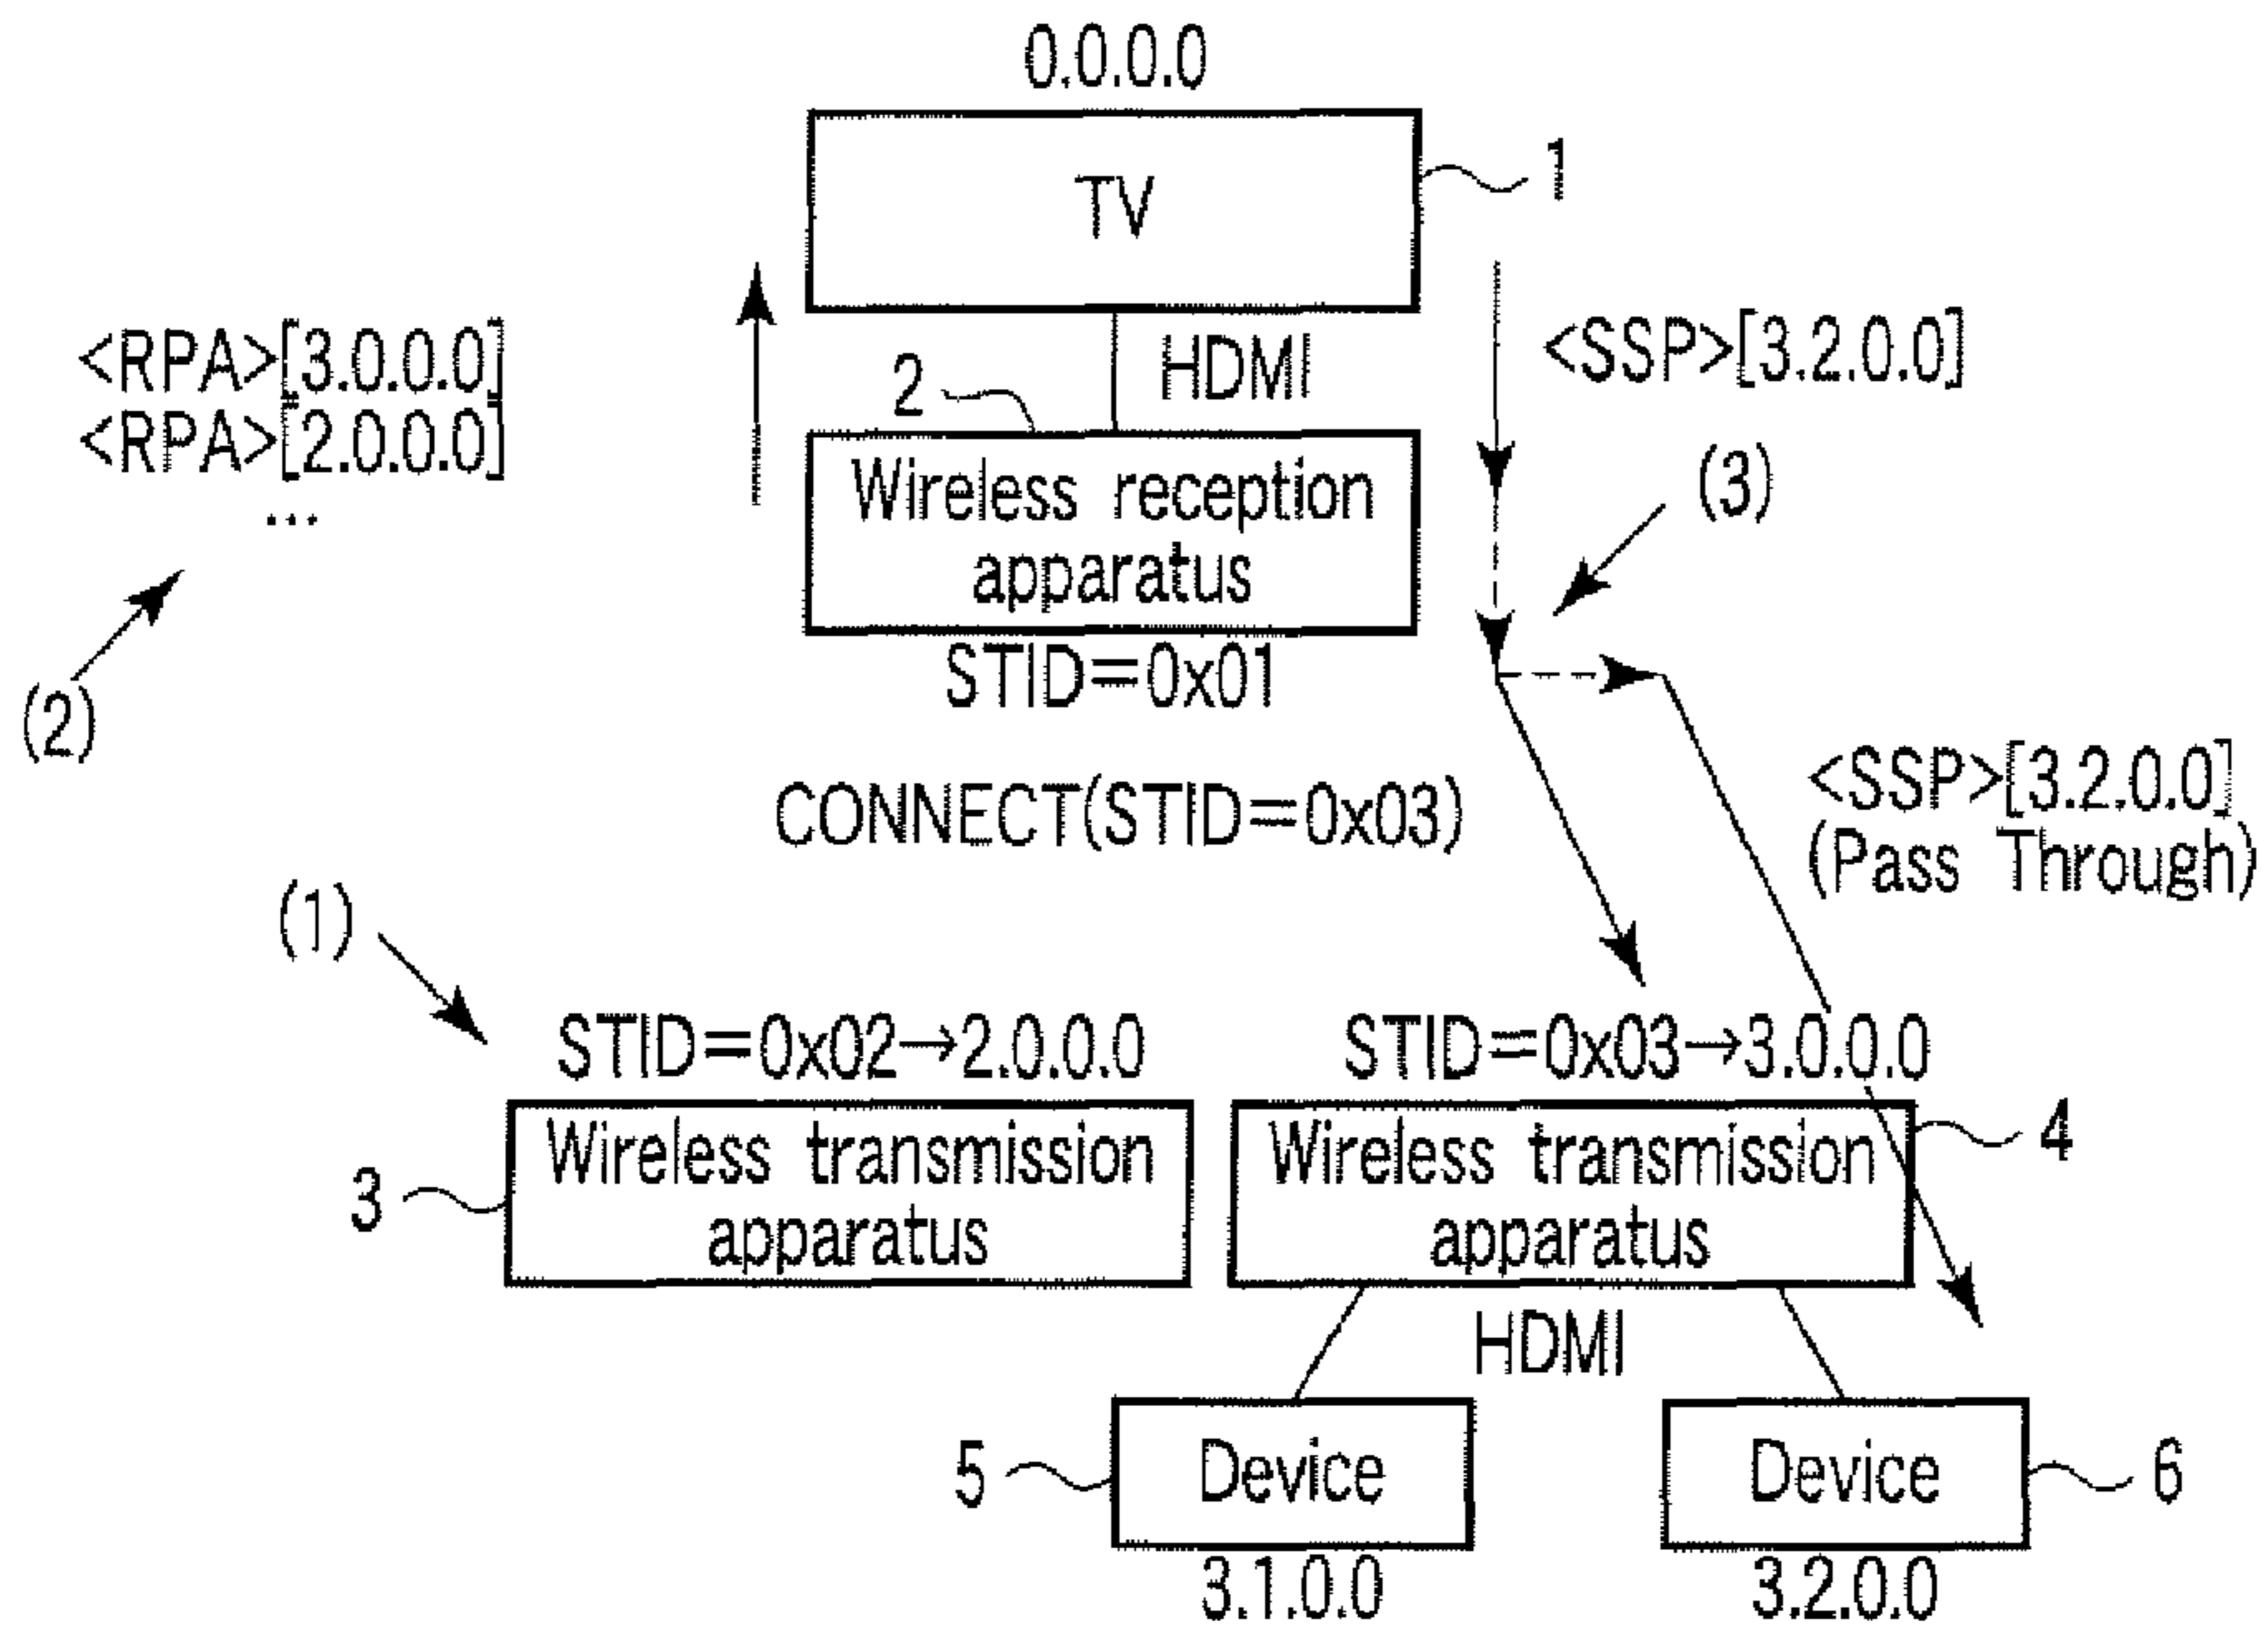 0.0.0.0
TV
1
<RPA>[3.0.0.0]
<RPA>[2.0.0.0]
...
HDMI
<SSP>[3.2.0.0]
2
(3)
Wireless reception
apparatus
STID=0x01
(2)
CONNECT(STID=0x03)
<SSP>[3.2.0.0]
(Pass Through)
(1)
STID=0x02→2.0.0.0
STID=0x03→3.0.0.0
3
Wireless transmission
apparatus
Wireless transmission
apparatus
4
HDMI
5
Device
Device
6
3.1.0.0
3.2.0.0